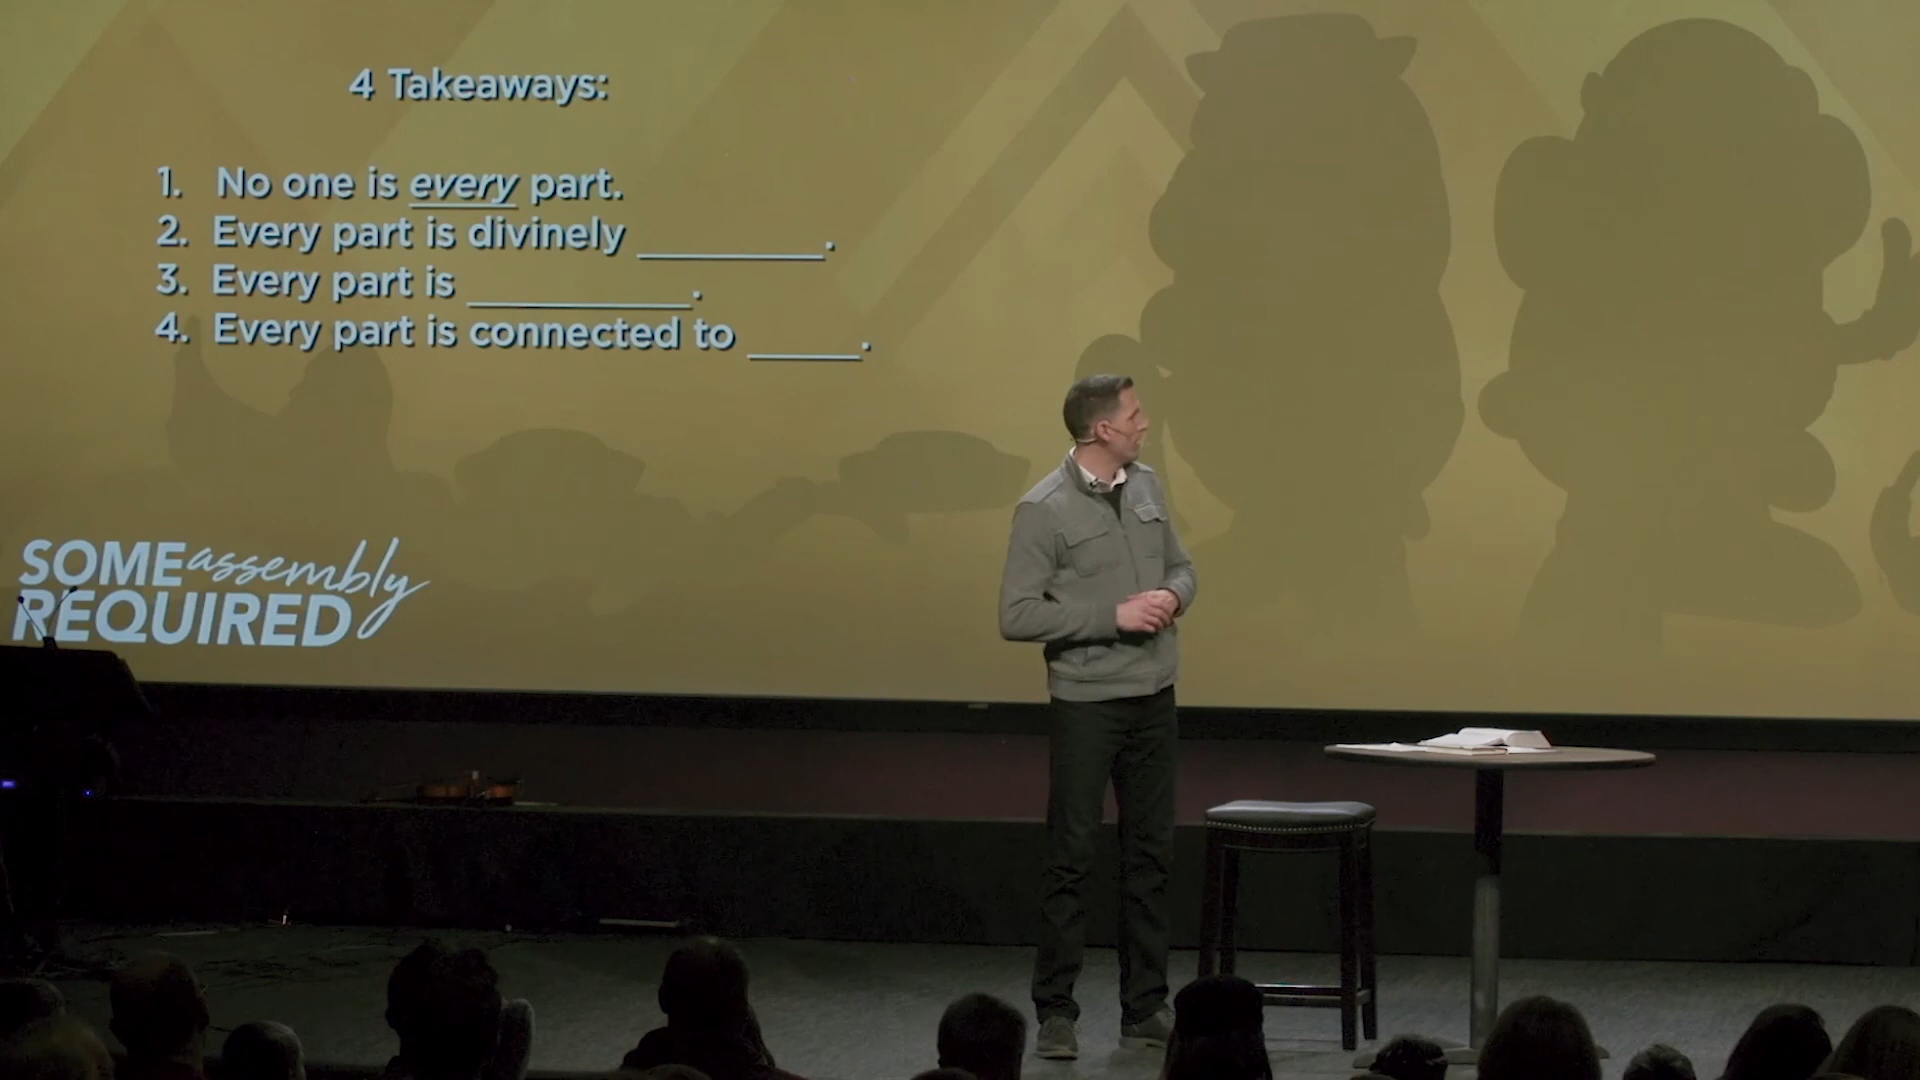 4 Takeaways:
1. No one is every part.
2. Every part is divinely ________.
3. Every part is __________.
4. Every part is connected to _____.
SOME assembly
REQUIRED